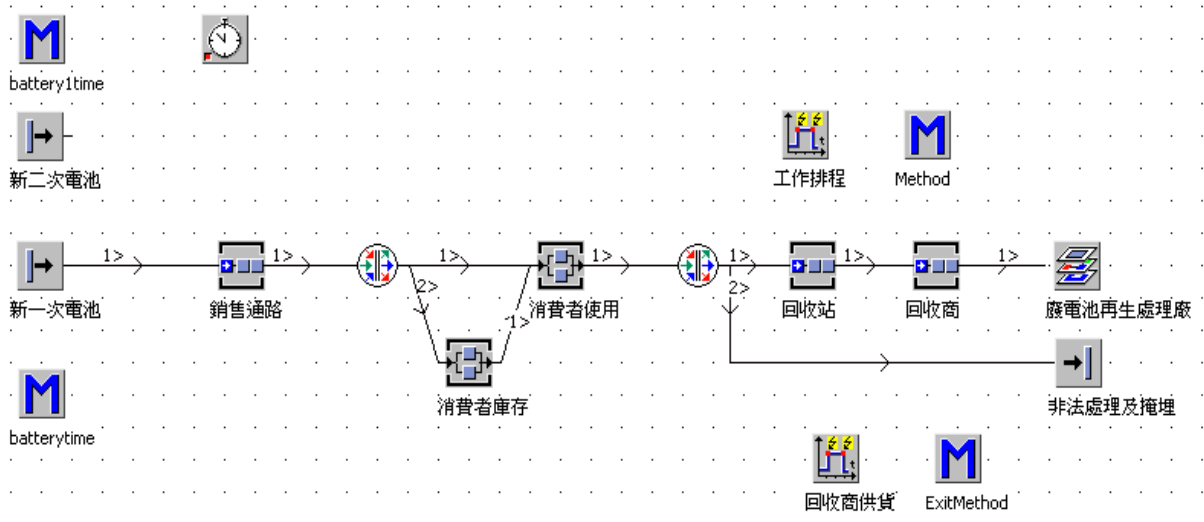 battery1time
新二次電池
工作排程
Method
1>
1>
1>
1>
1>
1>
1>
新一次電池
銷售通路
2>
消費者使用
2>
回收站
回收商
廢電池再生處理廠
1>
消費者庫存
非法處理及掩埋
batterytime
回收商供貨
ExitMethod